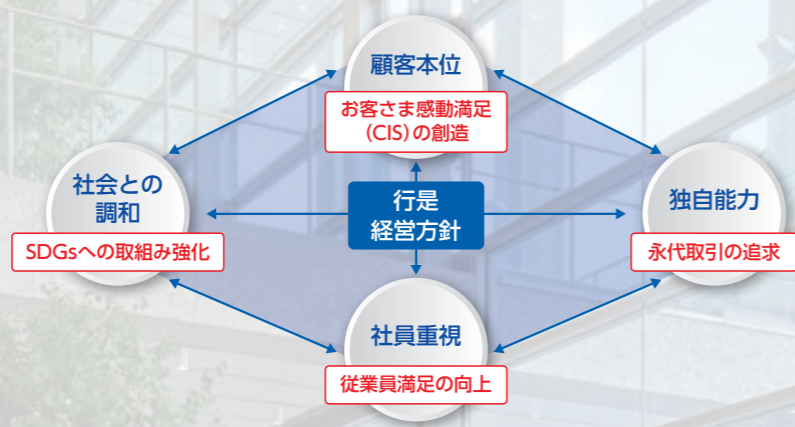 顧客本位
お客さま感動満足
(CIS)の創造
社会との
調和
SDGsへの取組み強化
行是
経営方針
独自能力
永代取引の追求
社員重視
従業員満足の向上